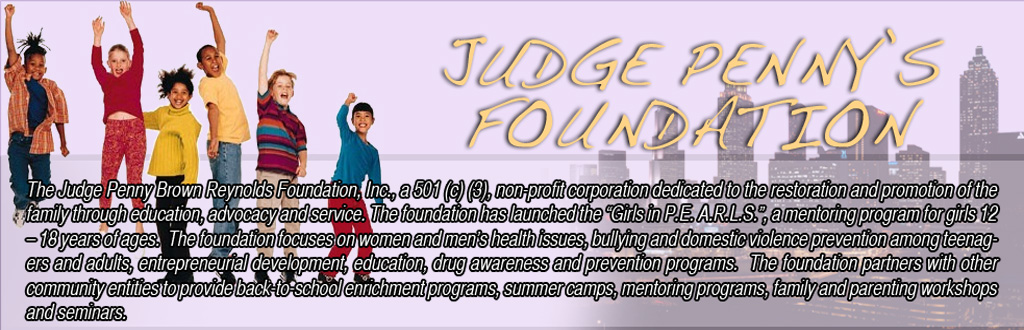 JUDGE PENNY'S
FOUNDATION
The Judge Penny Brown Reynolds Foundation, Inc., a 501 (c) (3), non-profit corporation dedicated to the restoration and promotion of the
family through education, advocacy and service. The foundation has launched the "Girls in P.E. A.R.L.S.", a mentoring program for girls 12
– 18 years of ages. The foundation focuses on women and men's health issues, bullying and domestic violence prevention among teenag-
ers and adults, entrepreneurial development, education, drug awareness and prevention programs. The foundation partners with other
community entities to provide back-to-school enrichment programs, summer camps, mentoring programs, family and parenting workshops
and seminars.